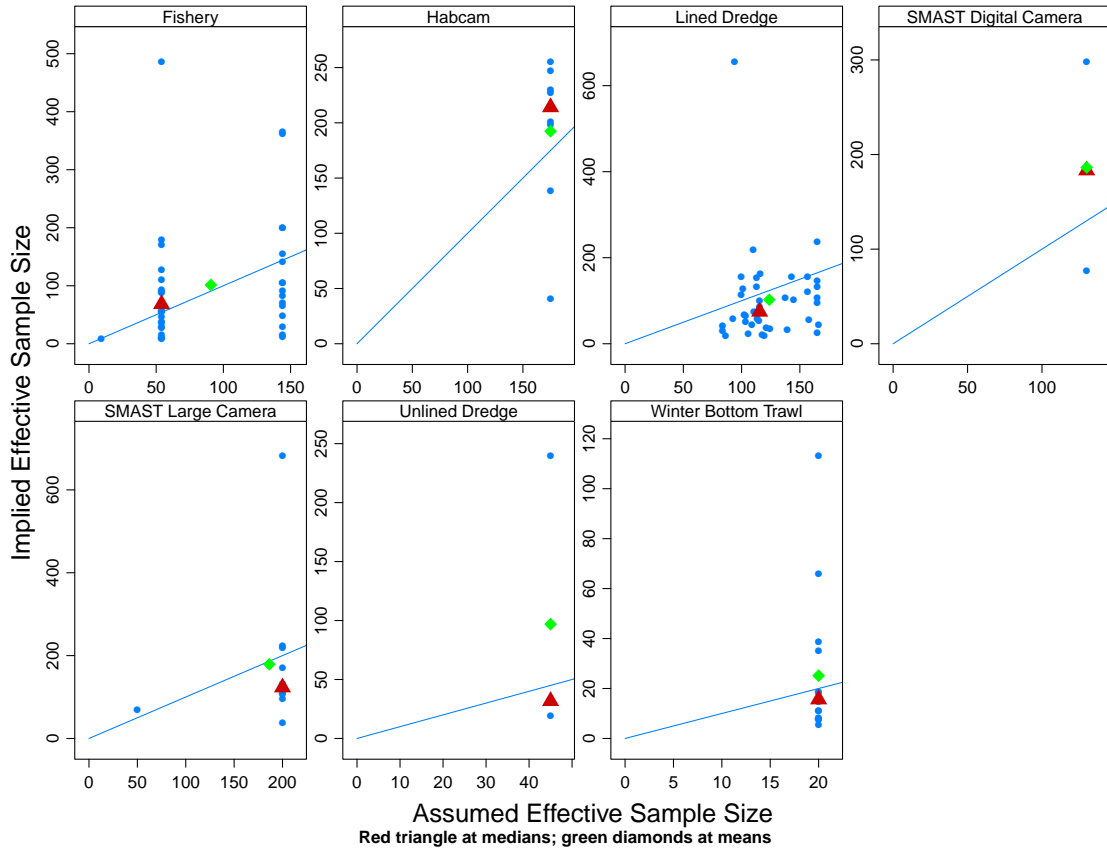 Fishery
Habcam
Lined Dredge
SMAST Digital Camera
0 100 200 300 400 500
0 50 100 150
0 50 100 150 200 250
0 50 100 150
0 200 400 600
0 50 100 150
0 100 200 300
0 50 100
SMAST Large Camera
Unlined Dredge
Winter Bottom Trawl
0 200 400 600
0 50 100 150 200
0 50 100 150 200 250
0 10 20 30 40
0 20 40 60 80 100 120
0 5 10 15 20
Implied Effective Sample Size
Assumed Effective Sample Size
Red triangle at medians; green diamonds at means